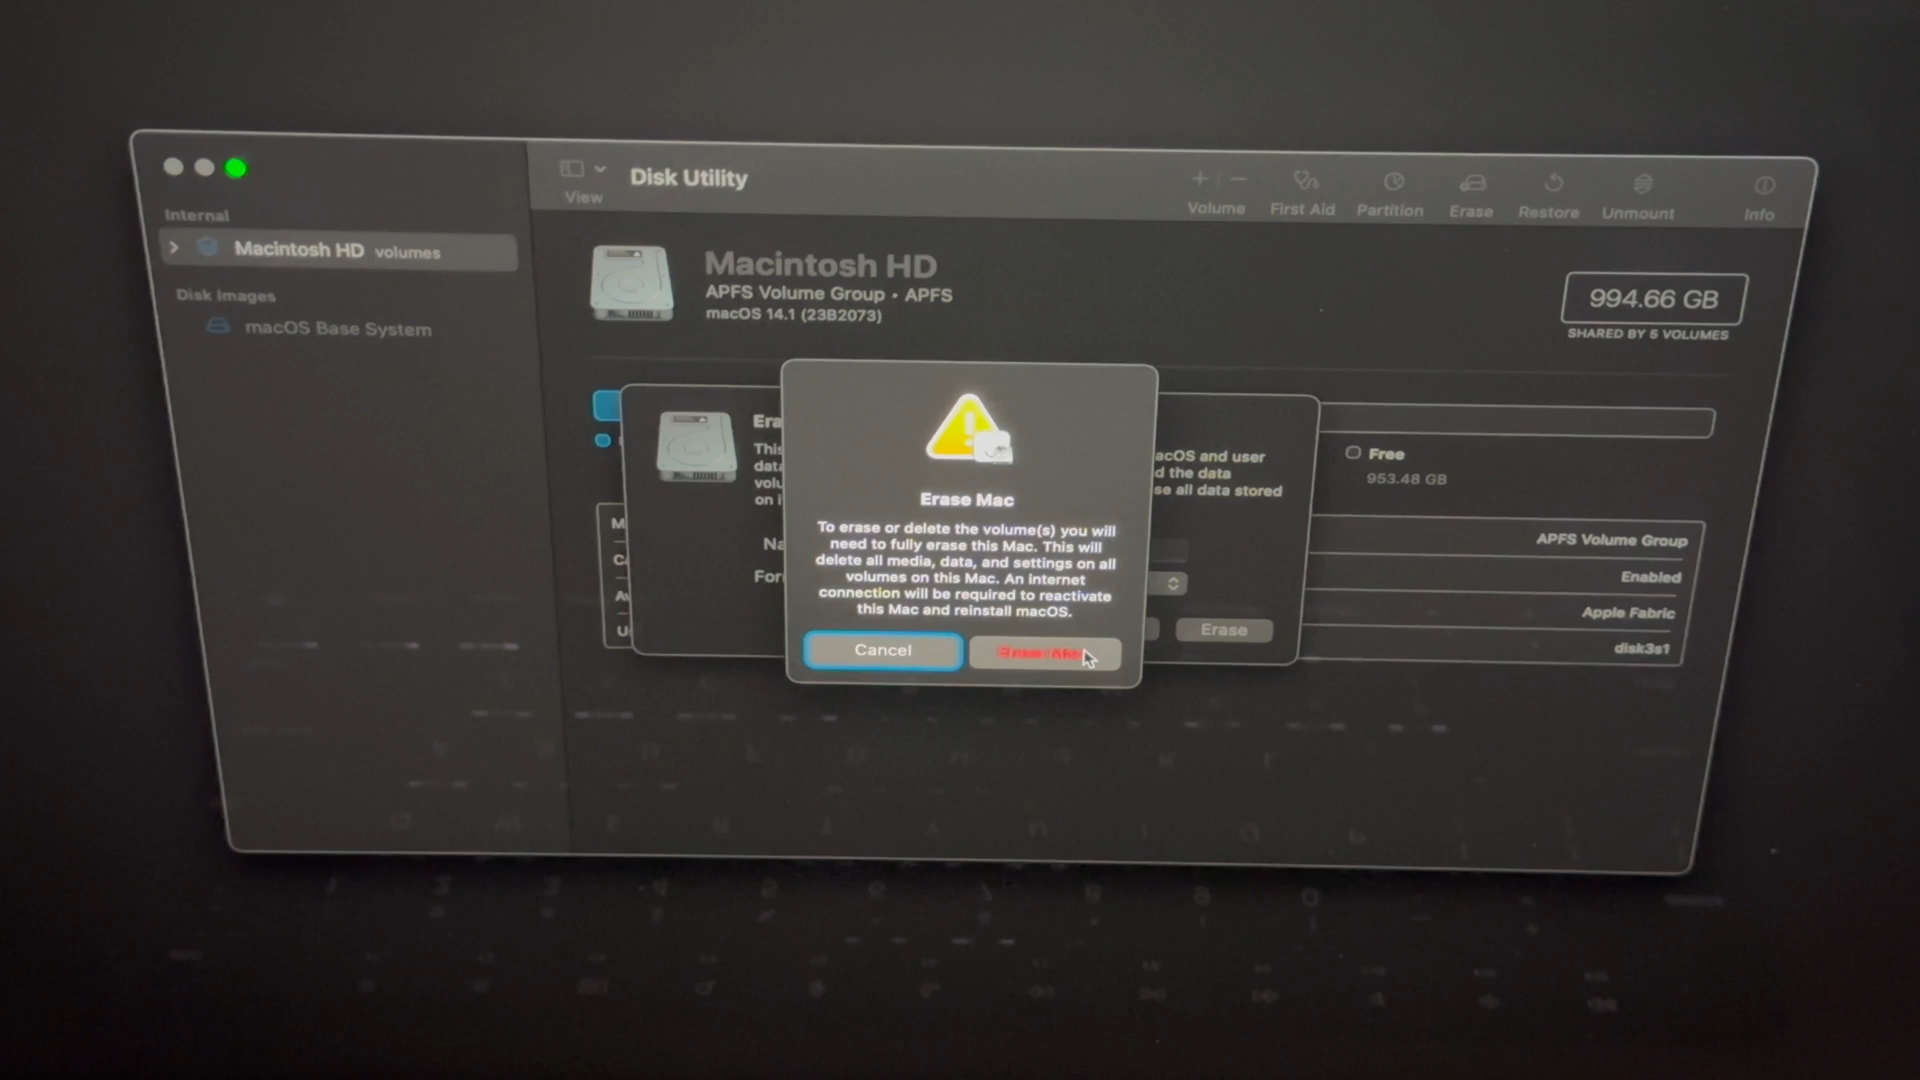 Disk Utility
View
Volume
First Aid
Partition
Erase
Restore
Unmount
Info
Internal
Macintosh HD volumes
Disk Images
macOS Base System
Macintosh HD
APFS Volume Group • APFS
macOS 14.1 (23B2073)
994.66 GB
SHARED BY 5 VOLUMES
Free
953.48 GB
acOS and user
d the data
se all data stored
on i
Erase Mac
To erase or delete the volume(s) you will
need to fully erase this Mac. This will
delete all media, data, and settings on all
volumes on this Mac. An internet
connection will be required to reactivate
this Mac and reinstall macOS.
Cancel
Erase
APFS Volume Group
Enabled
Apple Fabric
disk3s1